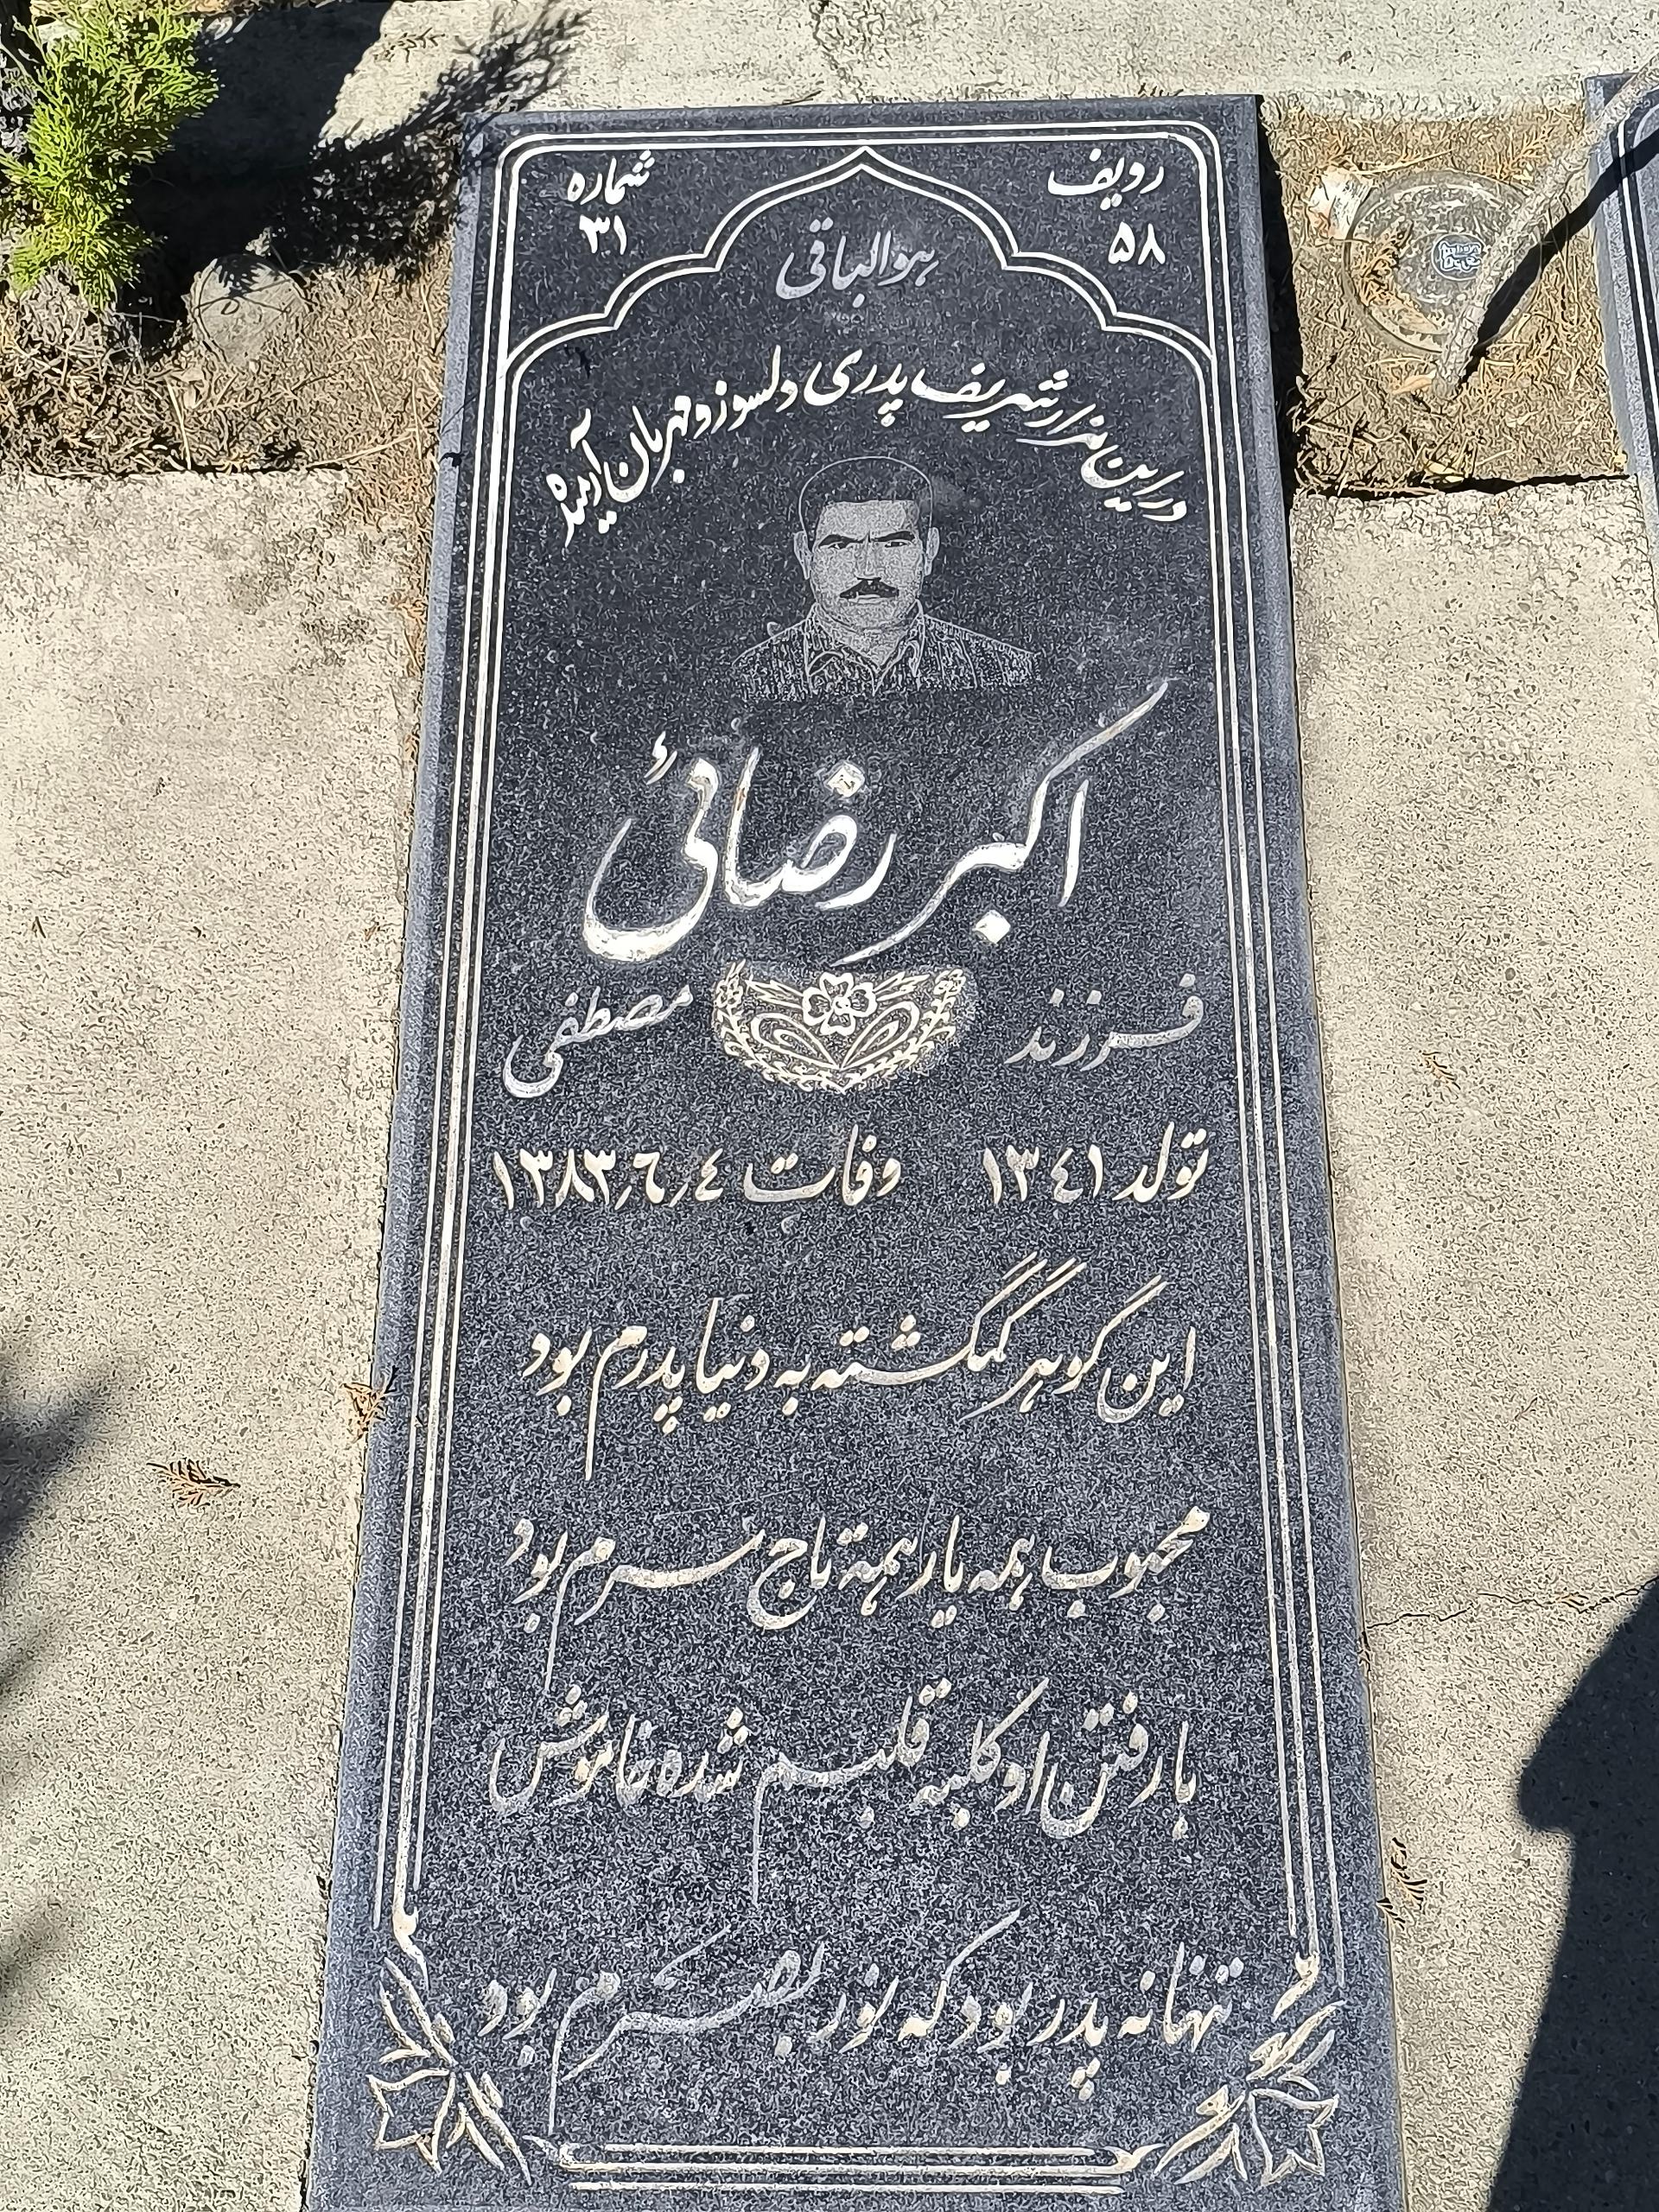 ردیف
۵۸
شماره
۳۱
هوالباقی
در این مزار شریف پدری دلسوز و مهربان آرمیده
اکبر رضائی
فرزند مصطفی
تولد ۱۳۴۱ وفات ۱۳۸۳٫۶٫۴
این گوهر گمگشته به دنیا پدرم بود
محبوب همه یار همه تاج سرم بود
با رفتن او کلبه قلبم شده خاموش
تنها نه پدر بود که نور بصرم بود